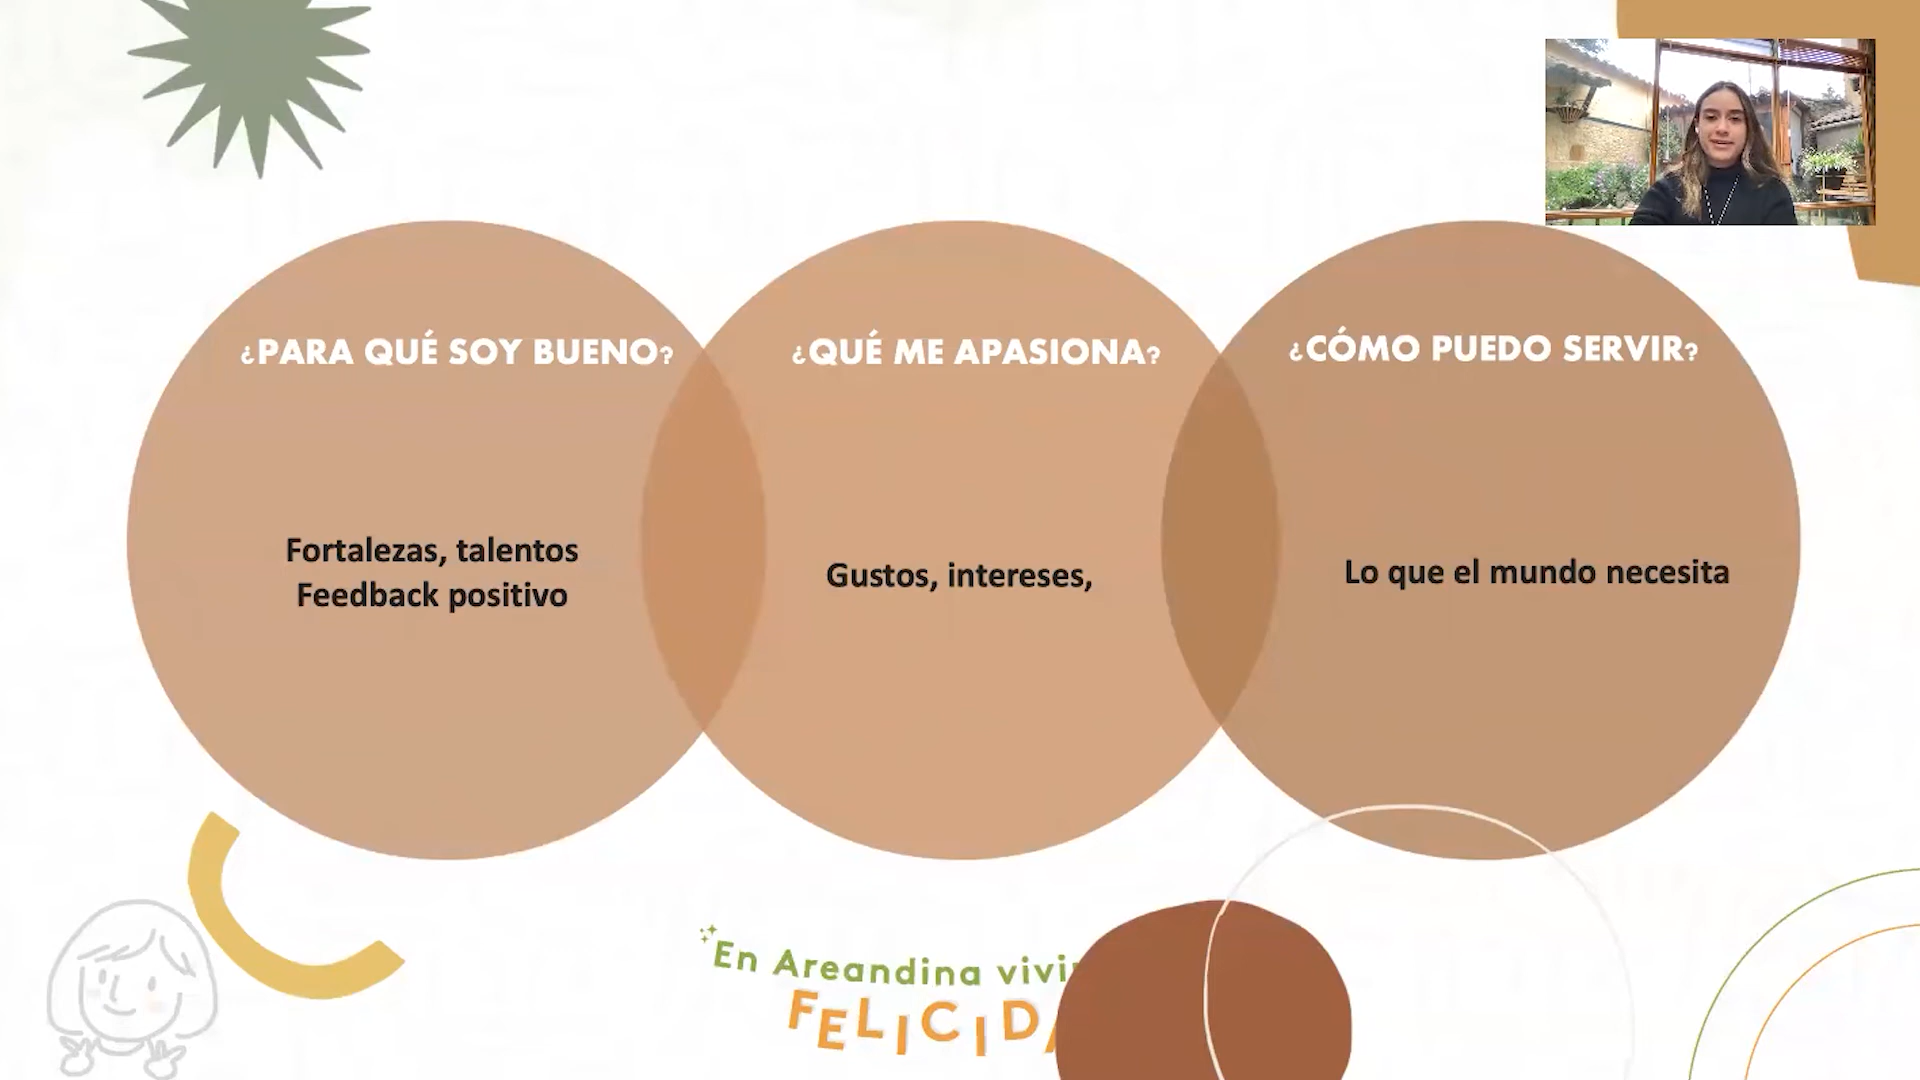 ¿PARA QUÉ SOY BUENO?
Fortalezas, talentos
Feedback positivo
¿QUÉ ME APASIONA?
Gustos, intereses,
¿CÓMO PUEDO SERVIR?
Lo que el mundo necesita
En Areandina